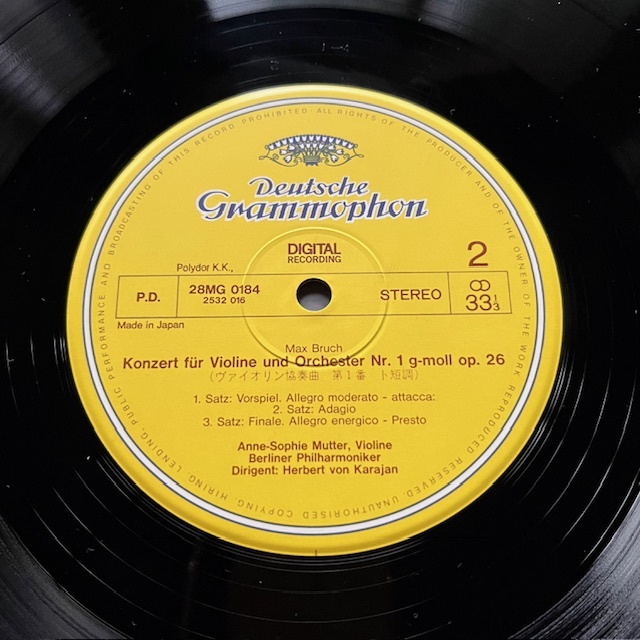 Deutsche
Grammophon
DIGITAL
RECORDING
2
Polydor K.K.,
P.D.
28MG 0184
2532 016
STEREO
33 1/3
Made in Japan
Max Bruch
Konzert für Violine und Orchester Nr. 1 g-moll op. 26
(ヴァイオリン協奏曲 第1番 ト短調)
1. Satz: Vorspiel. Allegro moderato - attacca:
2. Satz: Adagio
3. Satz: Finale. Allegro energico - Presto
Anne-Sophie Mutter, Violine
Berliner Philharmoniker
Dirigent: Herbert von Karajan
ALL RIGHTS OF THE PRODUCER AND OF THE OWNER OF THE WORK REPRODUCED RESERVED. UNAUTHORISED COPYING, HIRING, LENDING, PUBLIC PERFORMANCE AND BROADCASTING OF THIS RECORD PROHIBITED